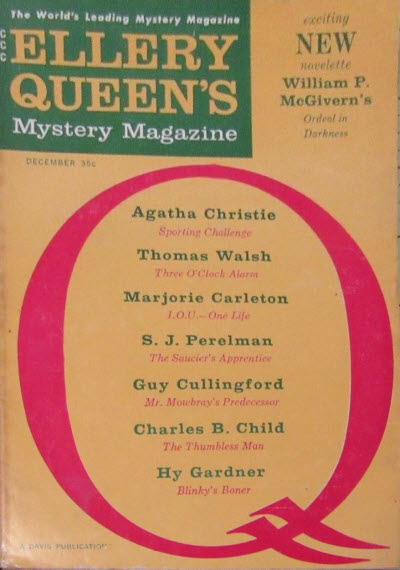 The World's Leading Mystery Magazine
ELLERY
QUEEN'S
Mystery Magazine
exciting
NEW
novelette
William P.
McGivern's
Ordeal in
Darkness
DECEMBER 35c
Agatha Christie
Sporting Challenge
Thomas Walsh
Three O'Clock Alarm
Marjorie Carleton
I.O.U.—One Life
S. J. Perelman
The Saucier's Apprentice
Guy Cullingford
Mr. Mowbray's Predecessor
Charles B. Child
The Thumbless Man
Hy Gardner
Blinky's Boner
A DAVIS PUBLICATION